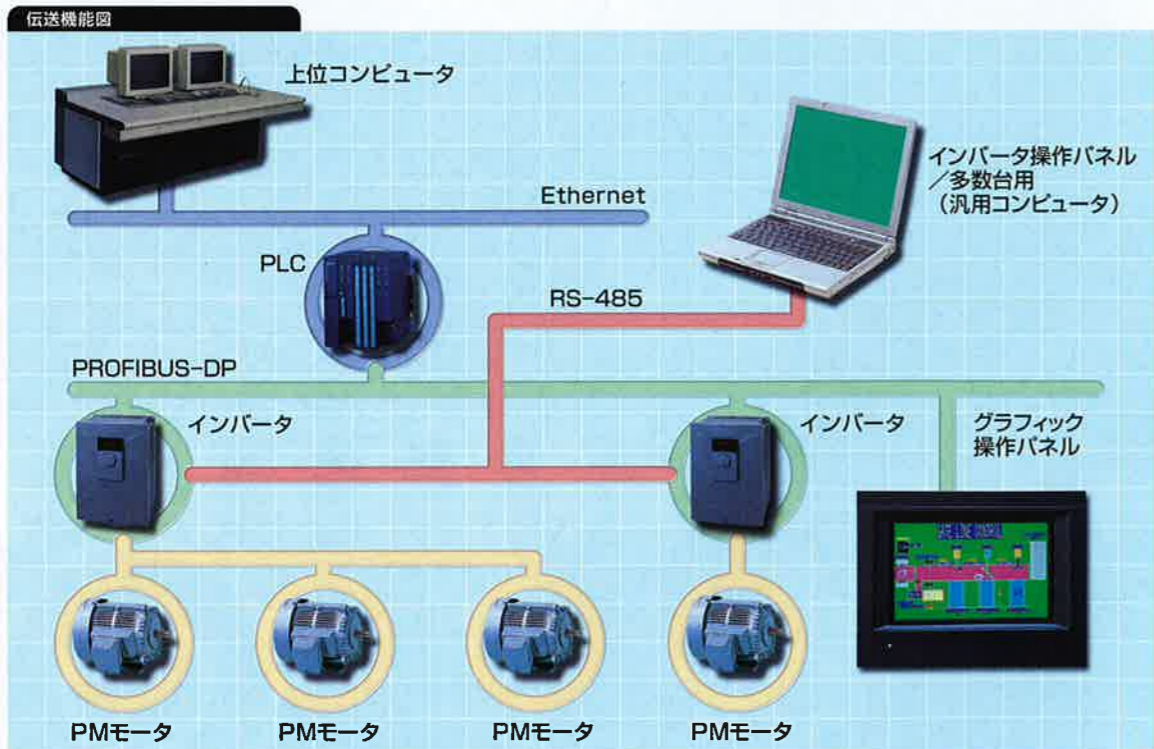 伝送機能図
上位コンピュータ
Ethernet
インバータ操作パネル
／多数台用
（汎用コンピュータ）
PLC
RS-485
PROFIBUS-DP
インバータ
インバータ
グラフィック
操作パネル
PMモータ
PMモータ
PMモータ
PMモータ